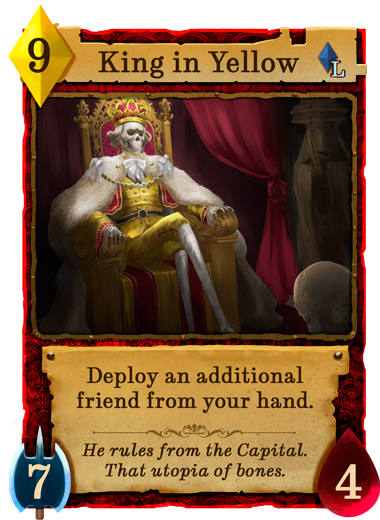 9
King in Yellow
L
Deploy an additional
friend from your hand.
He rules from the Capital.
That utopia of bones.
7
4